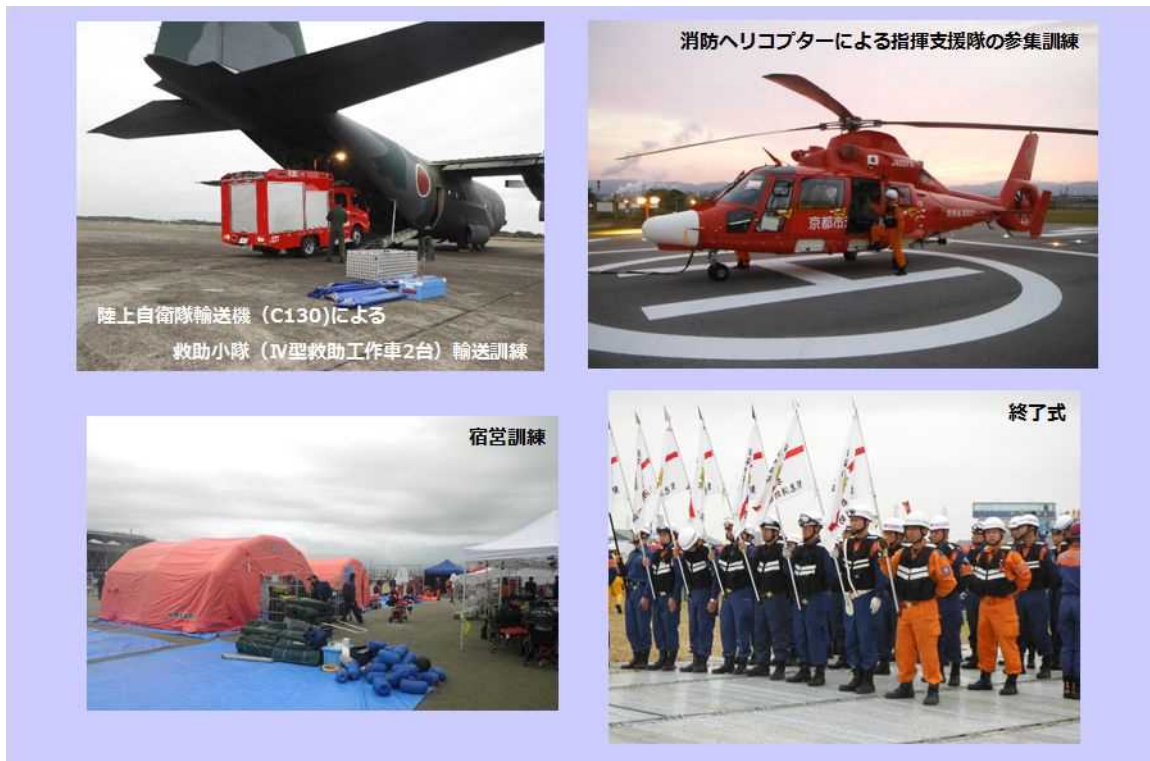 陸上自衛隊輸送機（C130)による
救助小隊（Ⅳ型救助工作車2台）輸送訓練
消防ヘリコプターによる指揮支援隊の参集訓練
京都市
宿営訓練
終了式